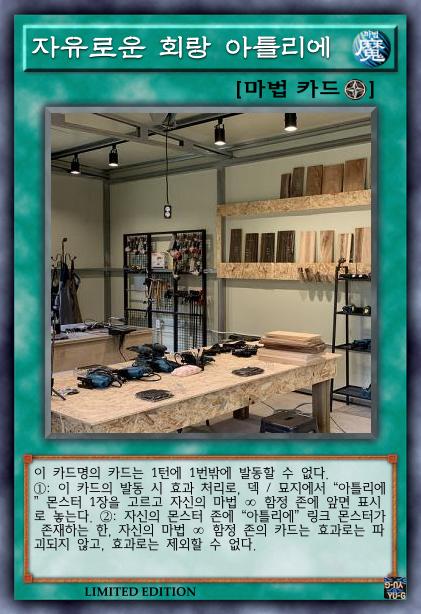 자유로운 회랑 아틀리에
마법
魔
[마법 카드]
이 카드명의 카드는 1턴에 1번밖에 발동할 수 없다.
①: 이 카드의 발동 시 효과 처리로, 덱 / 묘지에서 “아틀리에
” 몬스터 1장을 고르고 자신의 마법 ∞ 함정 존에 앞면 표시
로 놓는다. ②: 자신의 몬스터 존에 “아틀리에” 링크 몬스터가
존재하는 한, 자신의 마법 ∞ 함정 존의 카드는 효과로는 파
괴되지 않고, 효과로는 제외할 수 없다.
LIMITED EDITION